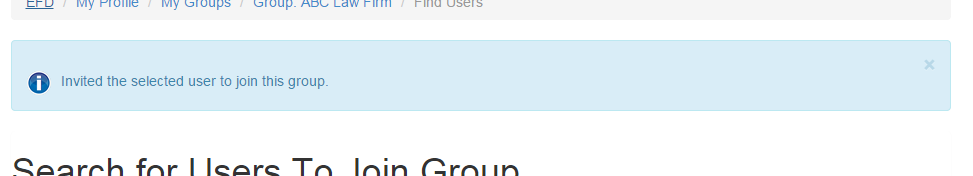 EFD / My Profile / My Groups / Group: ABC Law Firm / Find Users
×
Invited the selected user to join this group.
Search for Users To Join Group